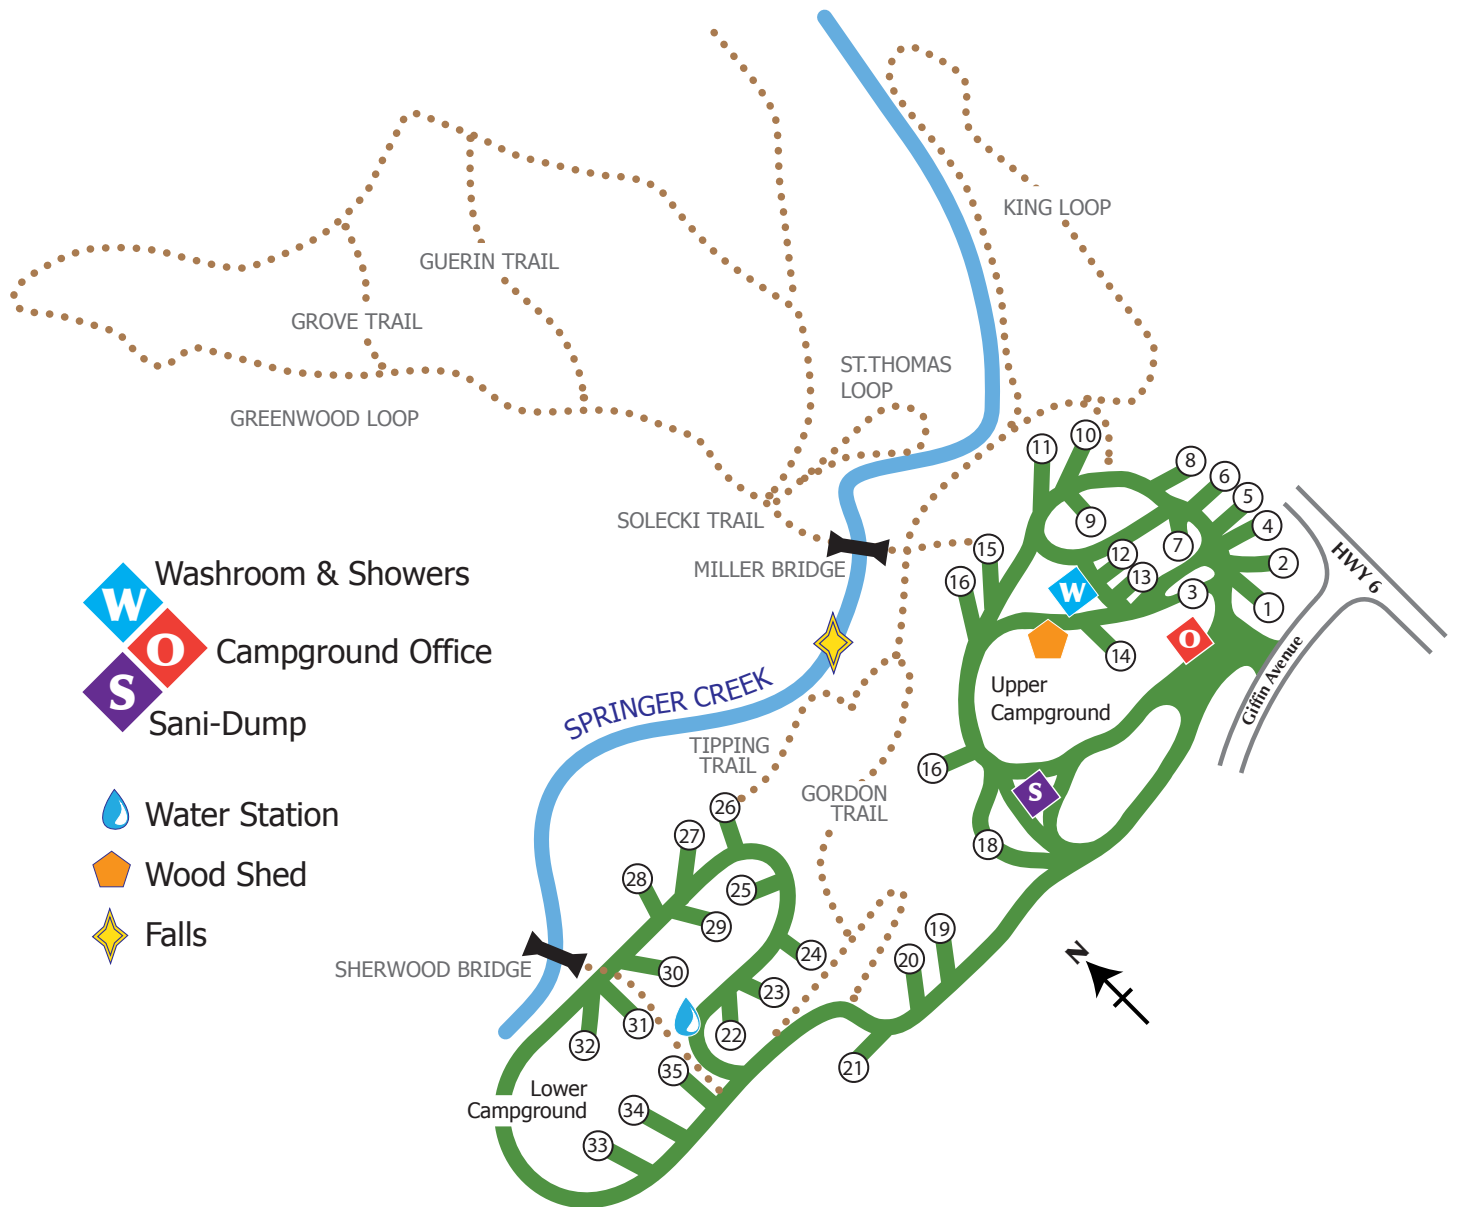 KING LOOP
GUERIN TRAIL
GROVE TRAIL
ST.THOMAS
LOOP
GREENWOOD LOOP
SOLECKI TRAIL
MILLER BRIDGE
11
10
8
6
5
4
2
1
9
7
12
13
3
15
16
14
HWY 6
Giffin Avenue
W
O
Upper
Campground
S
16
18
W
Washroom & Showers
O
Campground Office
S
Sani-Dump
Water Station
Wood Shed
Falls
SPRINGER CREEK
TIPPING
TRAIL
GORDON
TRAIL
26
27
28
25
29
24
30
23
31
22
32
SHERWOOD BRIDGE
19
20
21
N
35
Lower
Campground
34
33